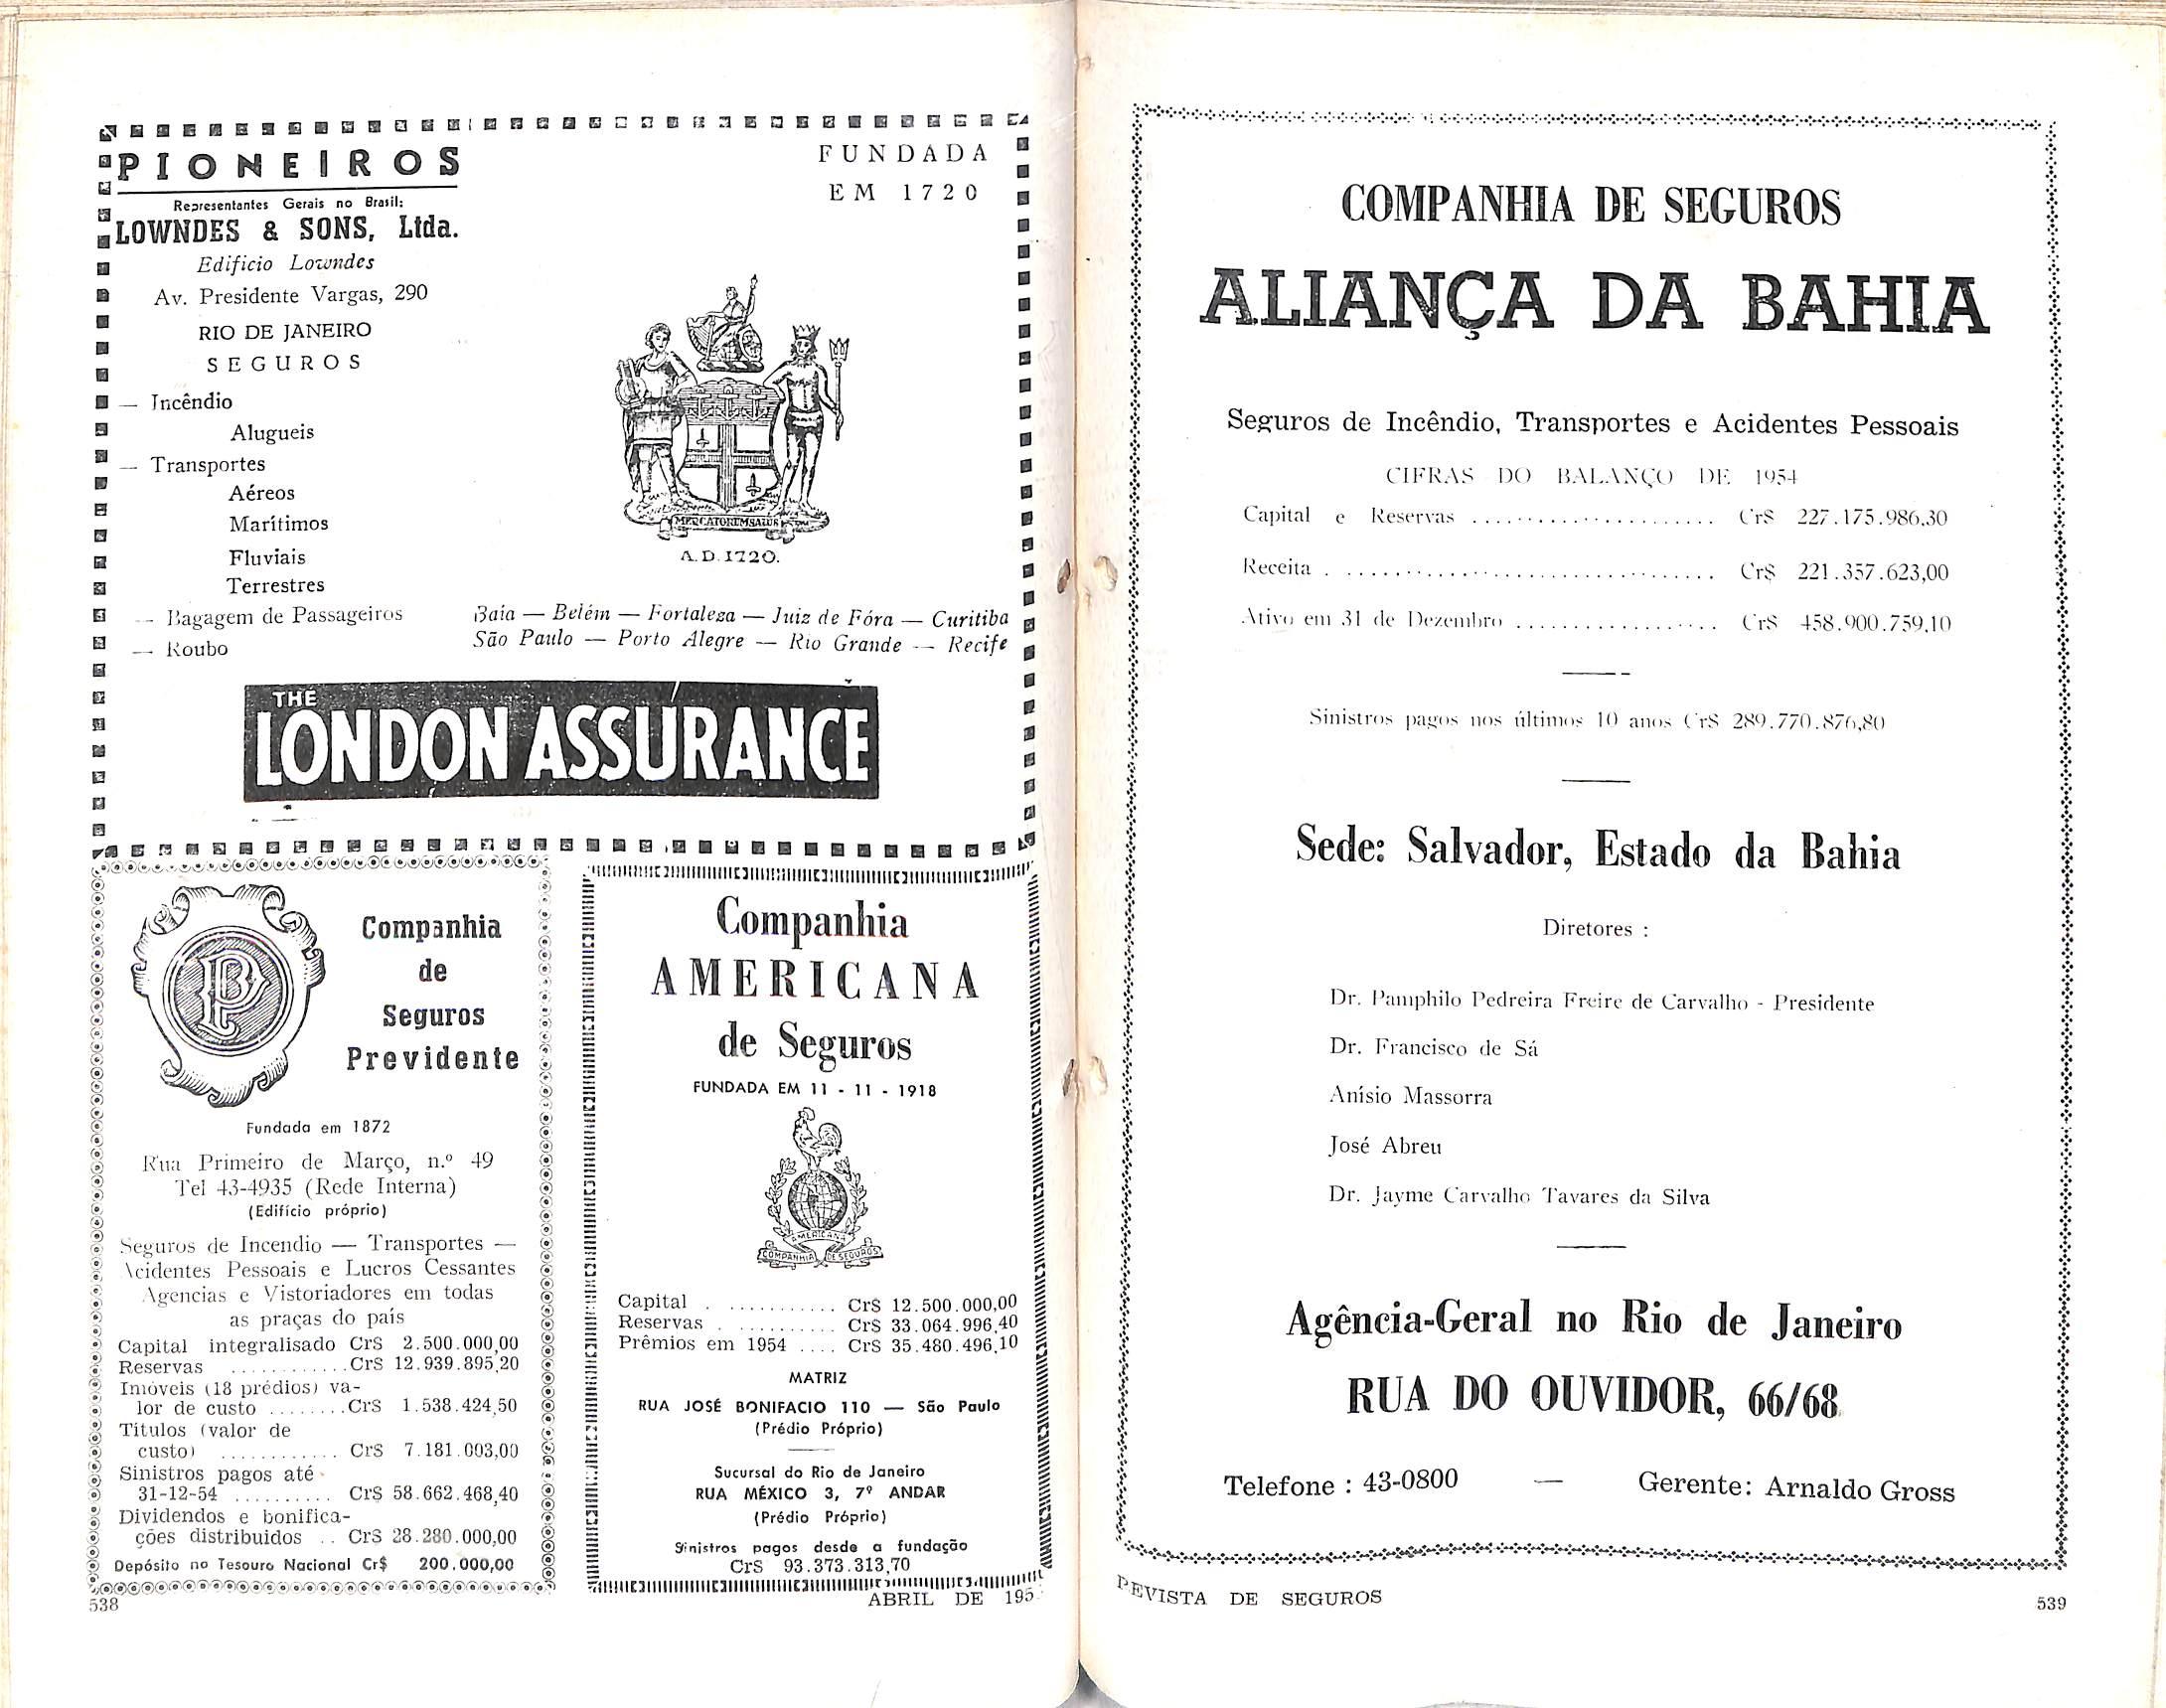 PIONEIROS
Representantes Gerais no Brasil:
LOWNDES & SONS, Ltda.
Edificio Lowndes
Av. Presidente Vargas, 290
RIO DE JANEIRO
SEGUROS
— Incêndio
Alugueis
— Transportes
Aéreos
Marítimos
Fluviais
Terrestres
— Bagagem de Passageiros
— Roubo
FUNDADA
EM 1720
MERCATOREM SALUS
A.D. 1720.
Baía — Belém — Fortaleza — Juiz de Fóra — Curitiba
São Paulo — Porto Alegre — Rio Grande — Recife
THE
LONDON ASSURANCE
Companhia
de
Seguros
Previdente
Fundada em 1872
Rua Primeiro de Março, n.º 49
Tel 43-4935 (Rede Interna)
(Edifício próprio)
Seguros de Incendio — Transportes —
Acidentes Pessoais e Lucros Cessantes
Agencias e Vistoriadores em todas
as praças do país
Capital integralisado Cr$ 2.500.000,00
Reservas ............ Cr$ 12.939.895,20
Imóveis (18 prédios) va-
lor de custo ........ Cr$ 1.538.424,50
Titulos (valor de
custo) ............ Cr$ 7.181.003,00
Sinistros pagos até
31-12-54 .......... Cr$ 58.662.468,40
Dividendos e bonifica-
ções distribuidos .. Cr$ 28.280.000,00
Depósito no Tesouro Nacional Cr$ 200.000,00
Companhia
AMERICANA
de Seguros
FUNDADA EM 11 - 11 - 1918
AMERICANA
COMPANHIA DE SEGUROS
Capital . ........... Cr$ 12.500.000,00
Reservas . .......... Cr$ 33.064.996,40
Prêmios em 1954 .... Cr$ 35.480.496,10
MATRIZ
RUA JOSÉ BONIFACIO 110 — São Paulo
(Prédio Próprio)
Sucursal do Rio de Janeiro
RUA MÉXICO 3, 7º ANDAR
(Prédio Próprio)
Sinistros pagos desde a fundação
Cr$ 93.373.313,70
538
ABRIL DE 195
COMPANHIA DE SEGUROS
ALIANÇA DA BAHIA
Seguros de Incêndio, Transportes e Acidentes Pessoais
CIFRAS DO BALANÇO DE 1954
Capital e Reservas ...................... Cr$ 227.175.986,30
Receita . .................................. Cr$ 221.357.623,00
Ativo em 31 de Dezembro .................. Cr$ 458.900.759,10
Sinistros pagos nos últimos 10 anos Cr$ 289.770.876,80
Sede: Salvador, Estado da Bahia
Diretores :
Dr. Pamphilo Pedreira Freire de Carvalho - Presidente
Dr. Francisco de Sá
Anísio Massorra
José Abreu
Dr. Jayme Carvalho Tavares da Silva
Agência-Geral no Rio de Janeiro
RUA DO OUVIDOR, 66/68
Telefone : 43-0800 — Gerente: Arnaldo Gross
REVISTA DE SEGUROS
539